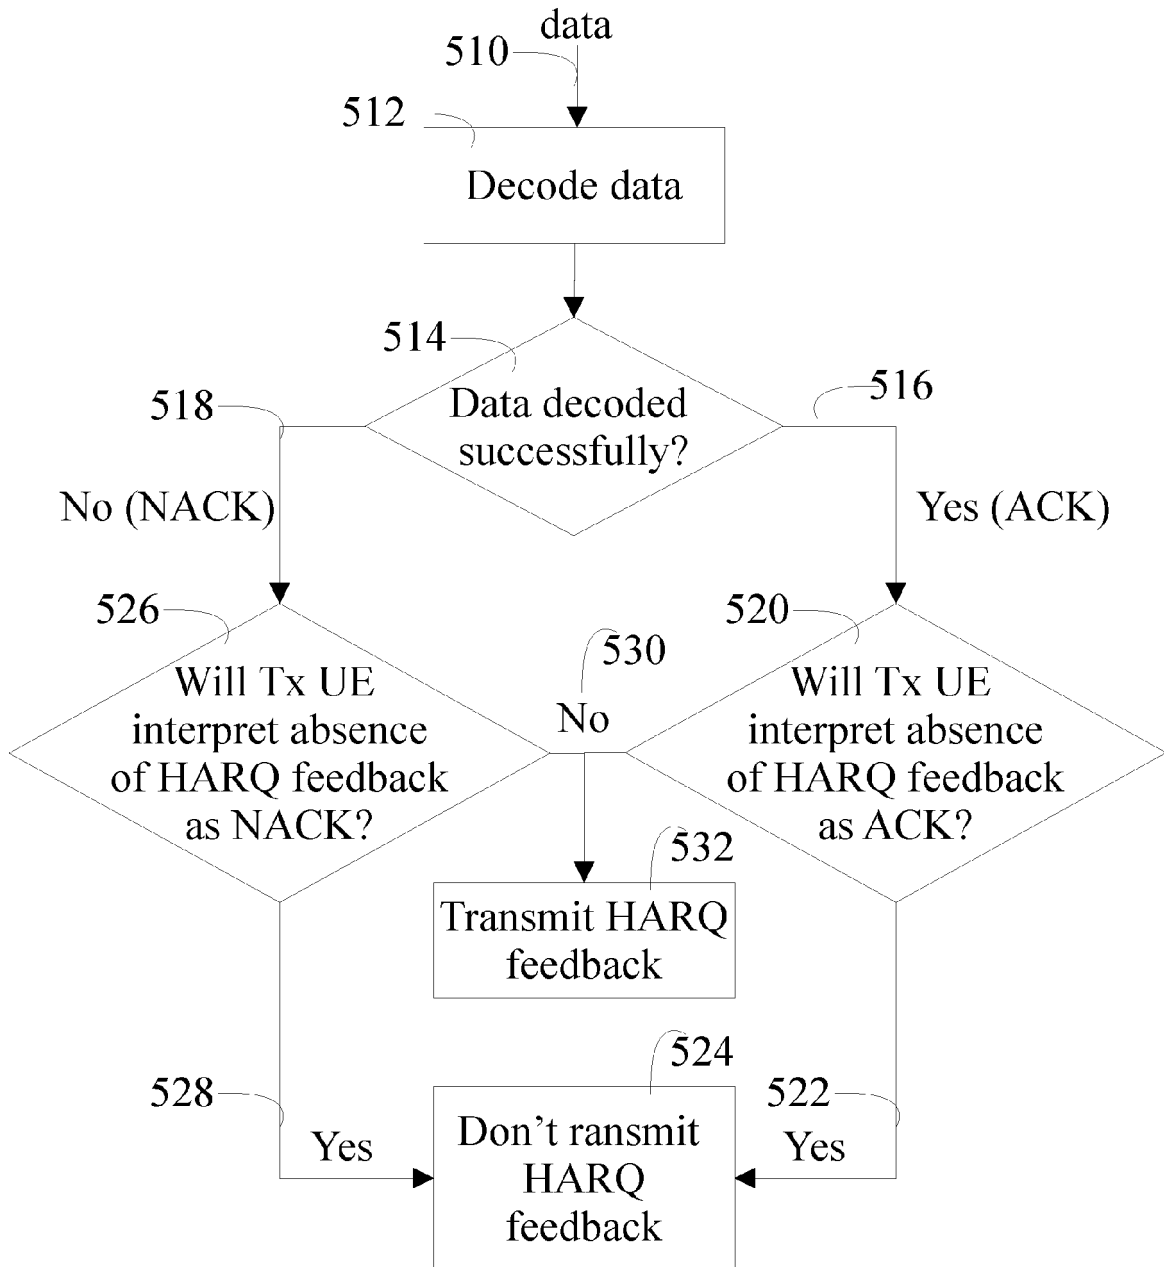 data
510
512
Decode data
514
Data decoded
successfully?
516
518
No (NACK)
Yes (ACK)
526
520
530
Will Tx UE
interpret absence
of HARQ feedback
as NACK?
No
Will Tx UE
interpret absence
of HARQ feedback
as ACK?
532
Transmit HARQ
feedback
524
528
522
Yes
Don't ransmit
HARQ
feedback
Yes